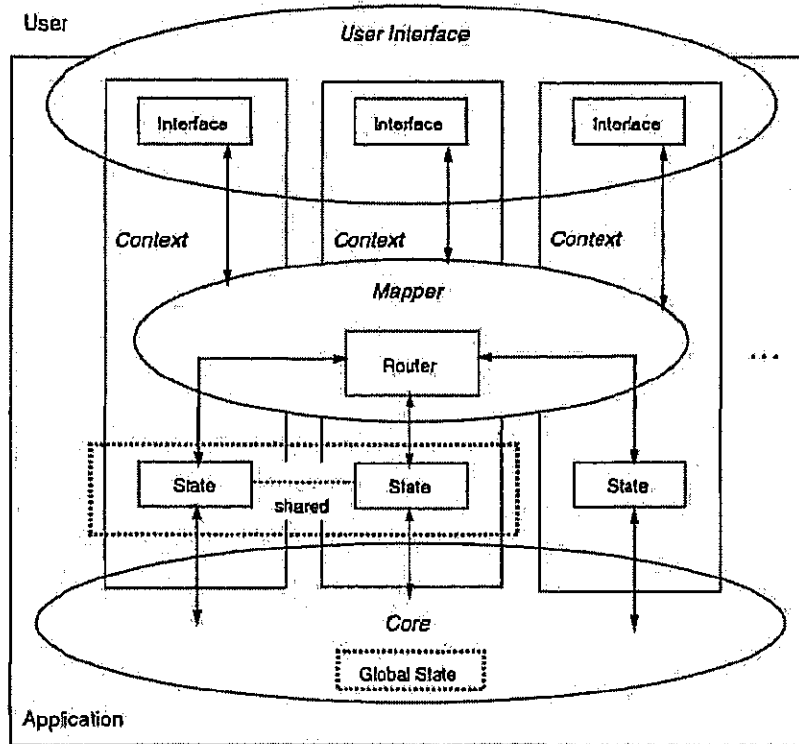 User
User Interface
Interface
Interface
Interface
Context
Context
Context
Mapper
Router
...
State
State
State
shared
Core
Global State
Application